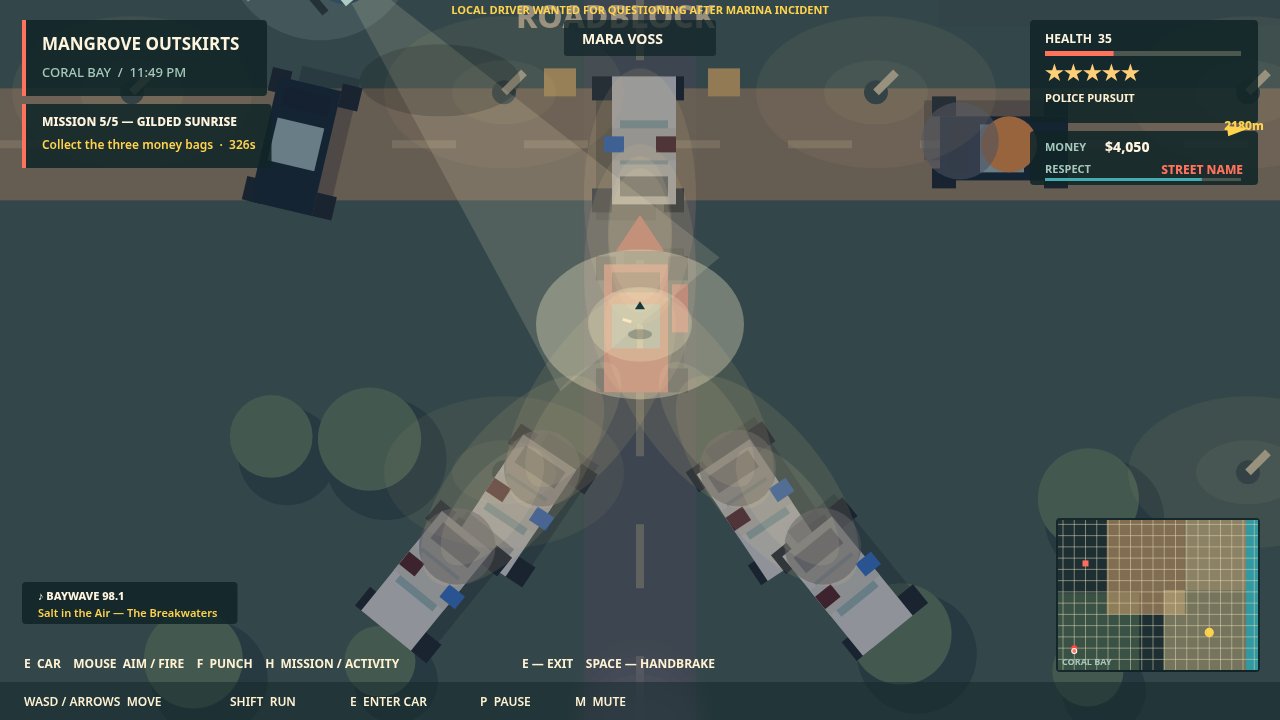 LOCAL DRIVER WANTED FOR QUESTIONING AFTER MARINA INCIDENT
ROADBLOCK
MARA VOSS
MANGROVE OUTSKIRTS
CORAL BAY / 11:49 PM
MISSION 5/5 — GILDED SUNRISE
Collect the three money bags · 326s
HEALTH 35
★★★★★
POLICE PURSUIT
2180m
MONEY $4,050
RESPECT STREET NAME
♪ BAYWAVE 98.1
Salt in the Air — The Breakwaters
CORAL BAY
E CAR MOUSE AIM / FIRE F PUNCH H MISSION / ACTIVITY
E — EXIT SPACE — HANDBRAKE
WASD / ARROWS MOVE SHIFT RUN E ENTER CAR P PAUSE M MUTE